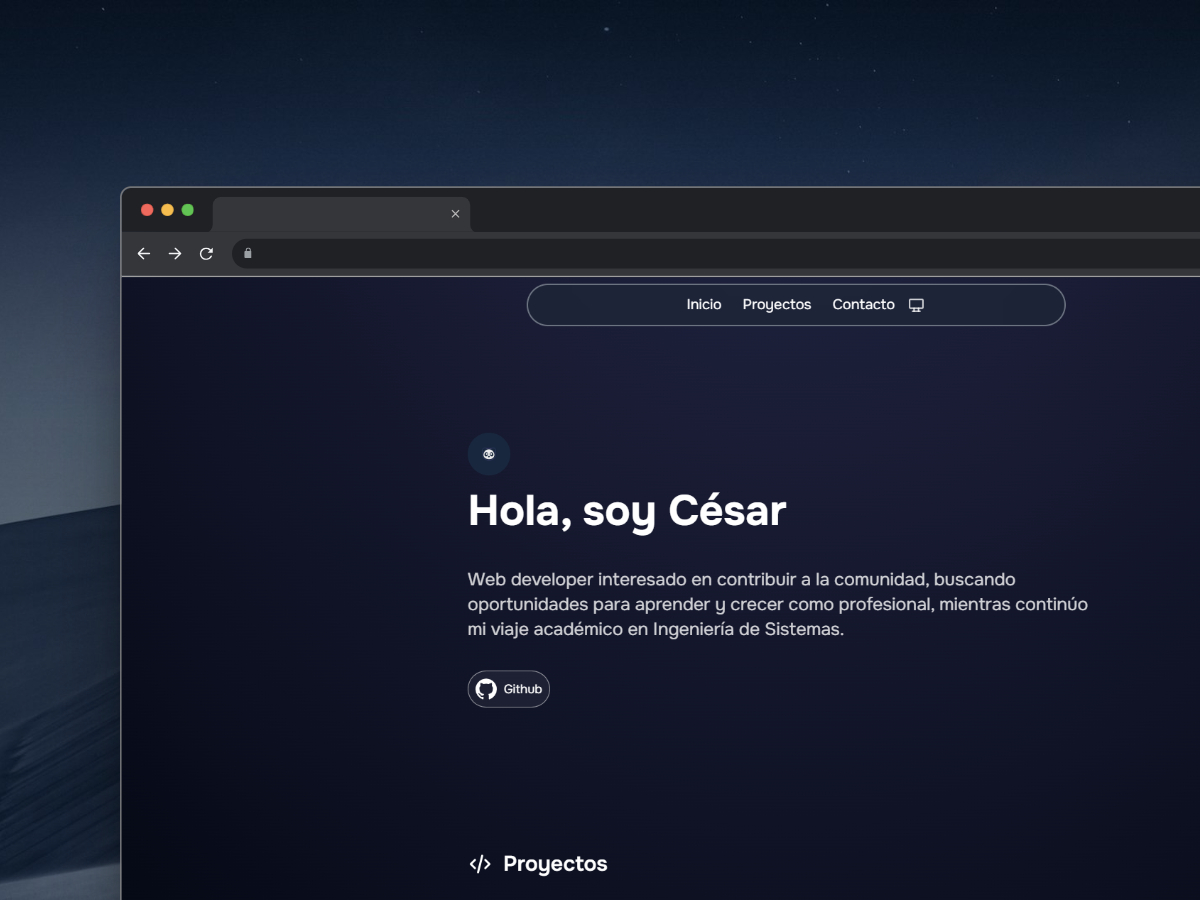 Inicio Proyectos Contacto
Hola, soy César
Web developer interesado en contribuir a la comunidad, buscando
oportunidades para aprender y crecer como profesional, mientras continúo
mi viaje académico en Ingeniería de Sistemas.
Github
</> Proyectos